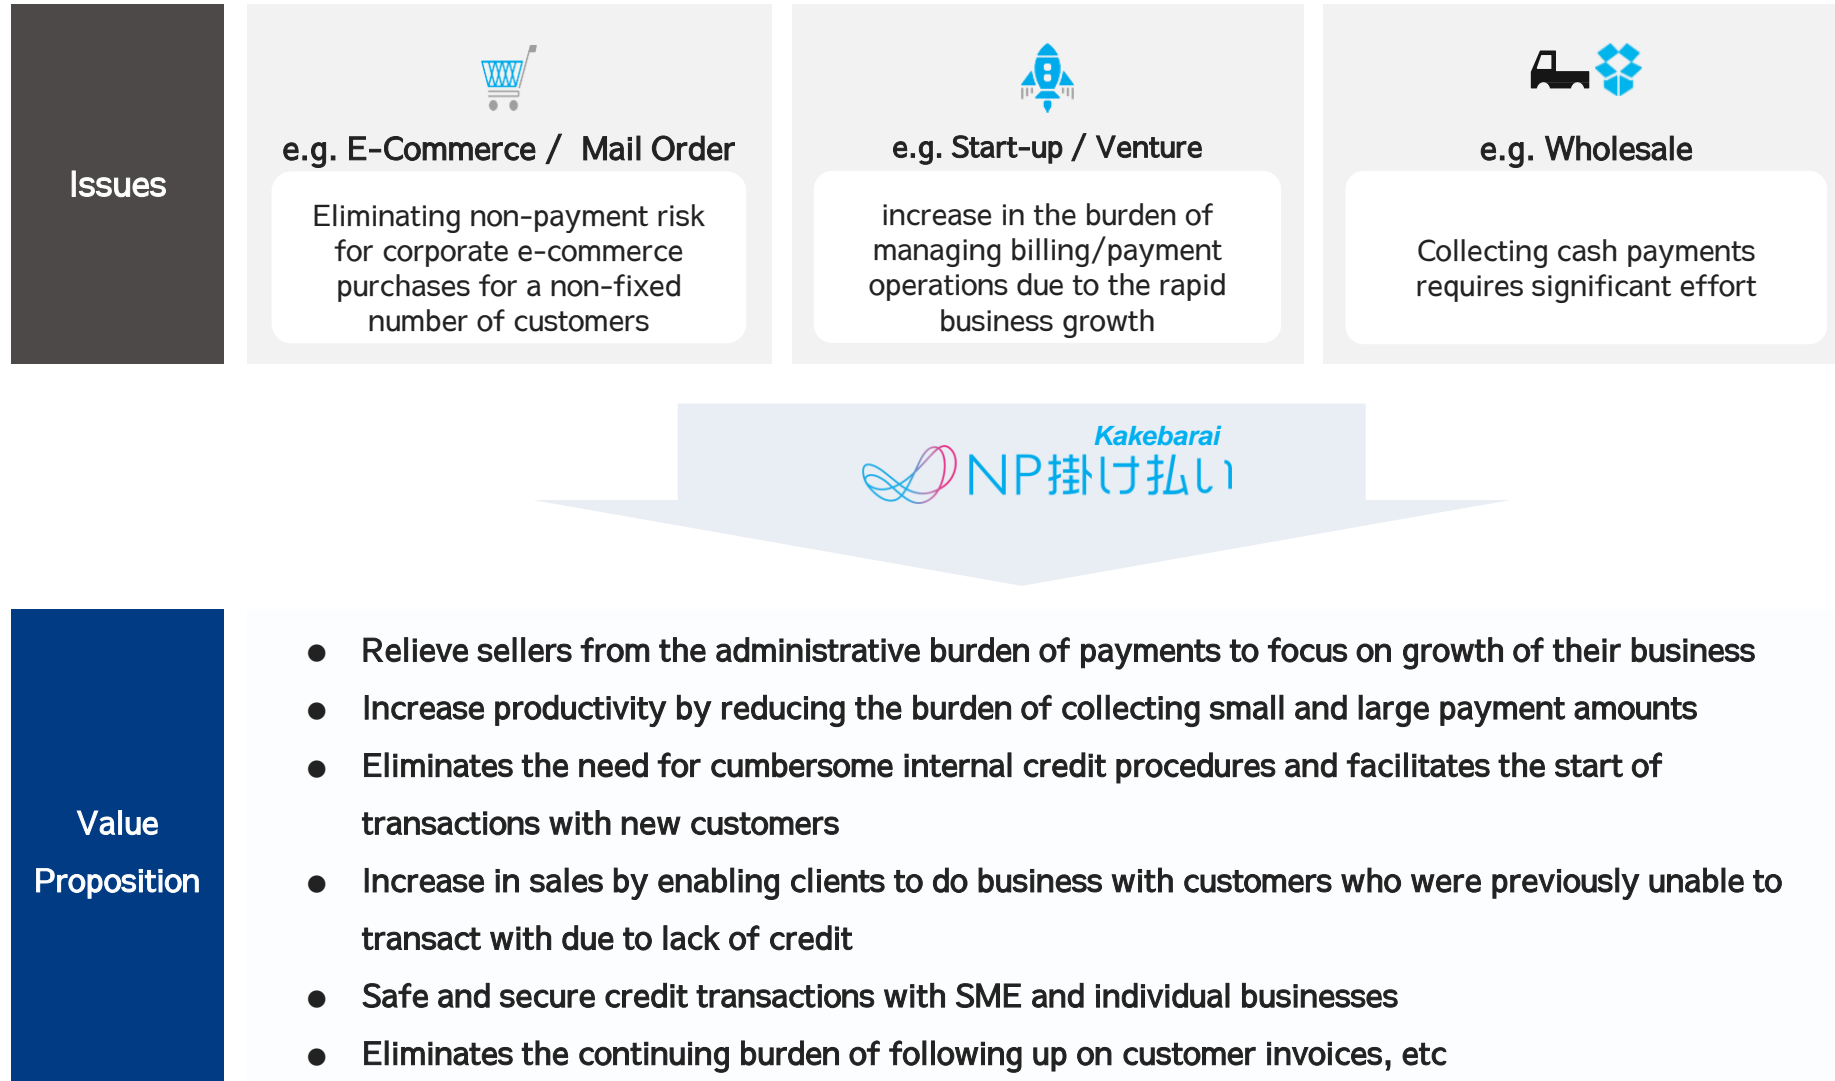 Issues
e.g. E-Commerce / Mail Order
Eliminating non-payment risk
for corporate e-commerce
purchases for a non-fixed
number of customers
e.g. Start-up / Venture
increase in the burden of
managing billing/payment
operations due to the rapid
business growth
e.g. Wholesale
Collecting cash payments
requires significant effort
Kakebarai
NP掛け払い
Value
Proposition
● Relieve sellers from the administrative burden of payments to focus on growth of their business
● Increase productivity by reducing the burden of collecting small and large payment amounts
● Eliminates the need for cumbersome internal credit procedures and facilitates the start of
transactions with new customers
● Increase in sales by enabling clients to do business with customers who were previously unable to
transact with due to lack of credit
● Safe and secure credit transactions with SME and individual businesses
● Eliminates the continuing burden of following up on customer invoices, etc